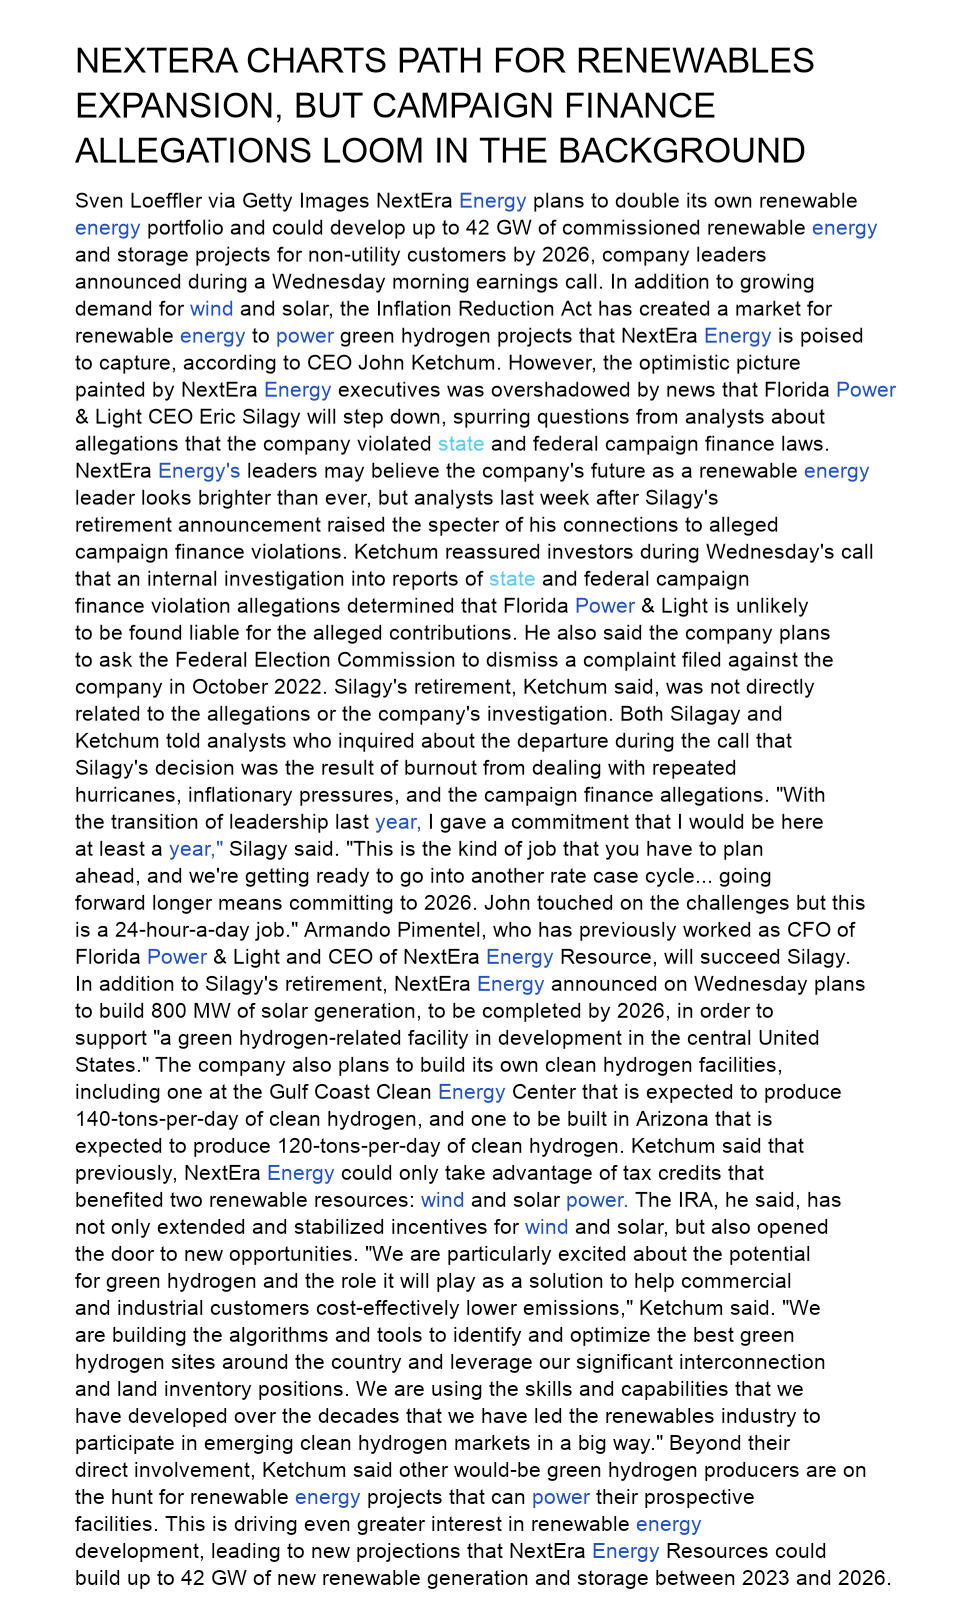 NEXTERA CHARTS PATH FOR RENEWABLES
EXPANSION, BUT CAMPAIGN FINANCE
ALLEGATIONS LOOM IN THE BACKGROUND
Sven Loeffler via Getty Images NextEra Energy plans to double its own renewable
energy portfolio and could develop up to 42 GW of commissioned renewable energy
and storage projects for non-utility customers by 2026, company leaders
announced during a Wednesday morning earnings call. In addition to growing
demand for wind and solar, the Inflation Reduction Act has created a market for
renewable energy to power green hydrogen projects that NextEra Energy is poised
to capture, according to CEO John Ketchum. However, the optimistic picture
painted by NextEra Energy executives was overshadowed by news that Florida Power
& Light CEO Eric Silagy will step down, spurring questions from analysts about
allegations that the company violated state and federal campaign finance laws.
NextEra Energy's leaders may believe the company's future as a renewable energy
leader looks brighter than ever, but analysts last week after Silagy's
retirement announcement raised the specter of his connections to alleged
campaign finance violations. Ketchum reassured investors during Wednesday's call
that an internal investigation into reports of state and federal campaign
finance violation allegations determined that Florida Power & Light is unlikely
to be found liable for the alleged contributions. He also said the company plans
to ask the Federal Election Commission to dismiss a complaint filed against the
company in October 2022. Silagy's retirement, Ketchum said, was not directly
related to the allegations or the company's investigation. Both Silagay and
Ketchum told analysts who inquired about the departure during the call that
Silagy's decision was the result of burnout from dealing with repeated
hurricanes, inflationary pressures, and the campaign finance allegations. "With
the transition of leadership last year, I gave a commitment that I would be here
at least a year," Silagy said. "This is the kind of job that you have to plan
ahead, and we're getting ready to go into another rate case cycle... going
forward longer means committing to 2026. John touched on the challenges but this
is a 24-hour-a-day job." Armando Pimentel, who has previously worked as CFO of
Florida Power & Light and CEO of NextEra Energy Resource, will succeed Silagy.
In addition to Silagy's retirement, NextEra Energy announced on Wednesday plans
to build 800 MW of solar generation, to be completed by 2026, in order to
support "a green hydrogen-related facility in development in the central United
States." The company also plans to build its own clean hydrogen facilities,
including one at the Gulf Coast Clean Energy Center that is expected to produce
140-tons-per-day of clean hydrogen, and one to be built in Arizona that is
expected to produce 120-tons-per-day of clean hydrogen. Ketchum said that
previously, NextEra Energy could only take advantage of tax credits that
benefited two renewable resources: wind and solar power. The IRA, he said, has
not only extended and stabilized incentives for wind and solar, but also opened
the door to new opportunities. "We are particularly excited about the potential
for green hydrogen and the role it will play as a solution to help commercial
and industrial customers cost-effectively lower emissions," Ketchum said. "We
are building the algorithms and tools to identify and optimize the best green
hydrogen sites around the country and leverage our significant interconnection
and land inventory positions. We are using the skills and capabilities that we
have developed over the decades that we have led the renewables industry to
participate in emerging clean hydrogen markets in a big way." Beyond their
direct involvement, Ketchum said other would-be green hydrogen producers are on
the hunt for renewable energy projects that can power their prospective
facilities. This is driving even greater interest in renewable energy
development, leading to new projections that NextEra Energy Resources could
build up to 42 GW of new renewable generation and storage between 2023 and 2026.